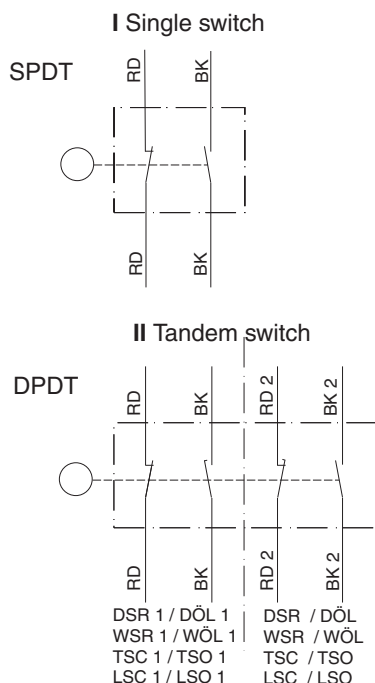 I Single switch
SPDT
RD
BK
RD
BK
II Tandem switch
DPDT
RD
BK
RD 2
BK 2
RD
BK
RD 2
BK 2
DSR 1 / DÖL 1
WSR 1 / WÖL 1
TSC 1 / TSO 1
LSC 1 / LSO 1
DSR / DÖL
WSR / WÖL
TSC / TSO
LSC / LSO